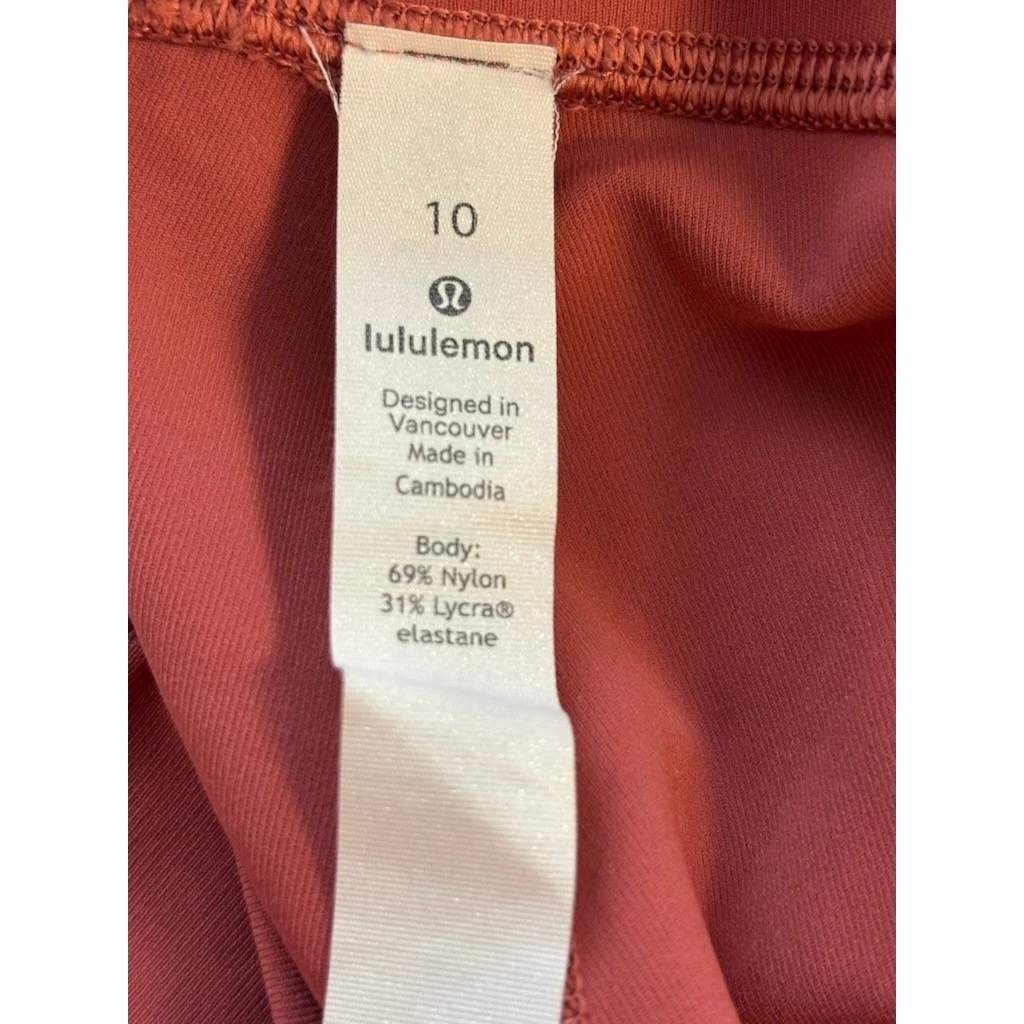 10
lululemon
Designed in
Vancouver
Made in
Cambodia
Body:
69% Nylon
31% Lycra®
elastane